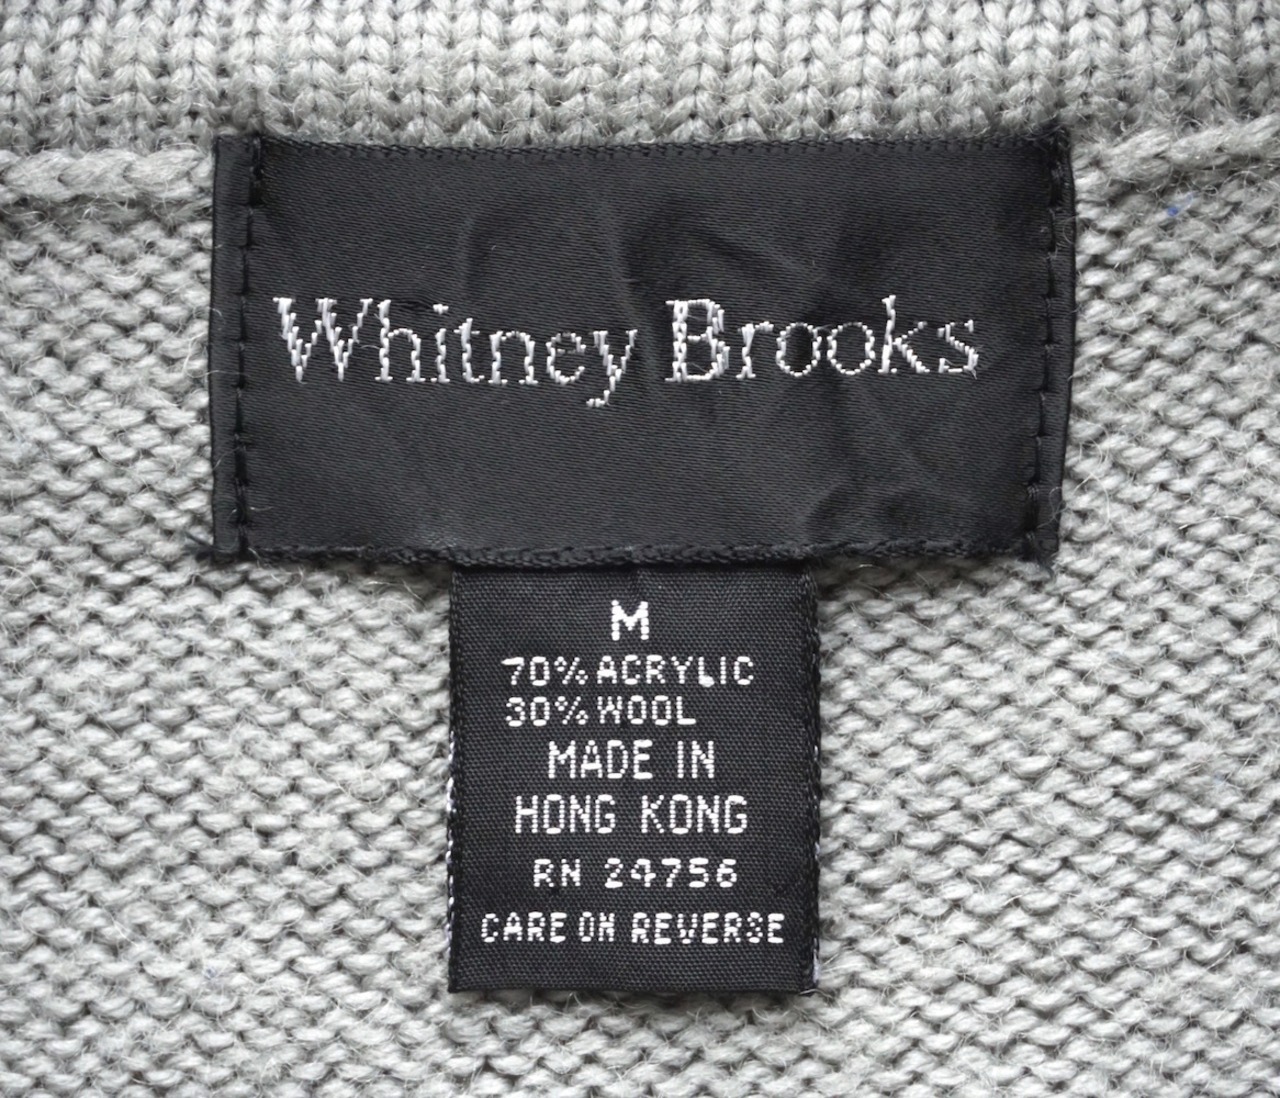 Whitney Brooks
M
70% ACRYLIC
30% WOOL
MADE IN
HONG KONG
RN 24756
CARE ON REVERSE